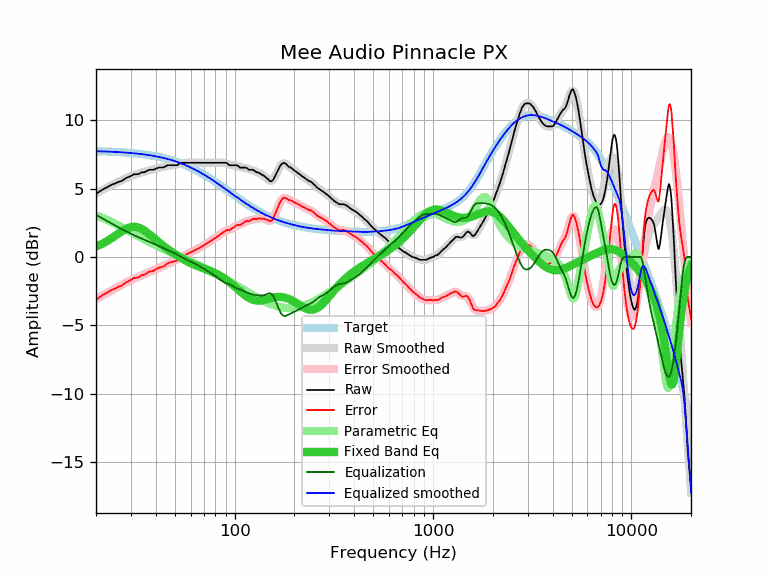 Mee Audio Pinnacle PX
Amplitude (dBr)
10
5
0
−5
−10
−15
Target
Raw Smoothed
Error Smoothed
Raw
Error
Parametric Eq
Fixed Band Eq
Equalization
Equalized smoothed
100
1000
10000
Frequency (Hz)